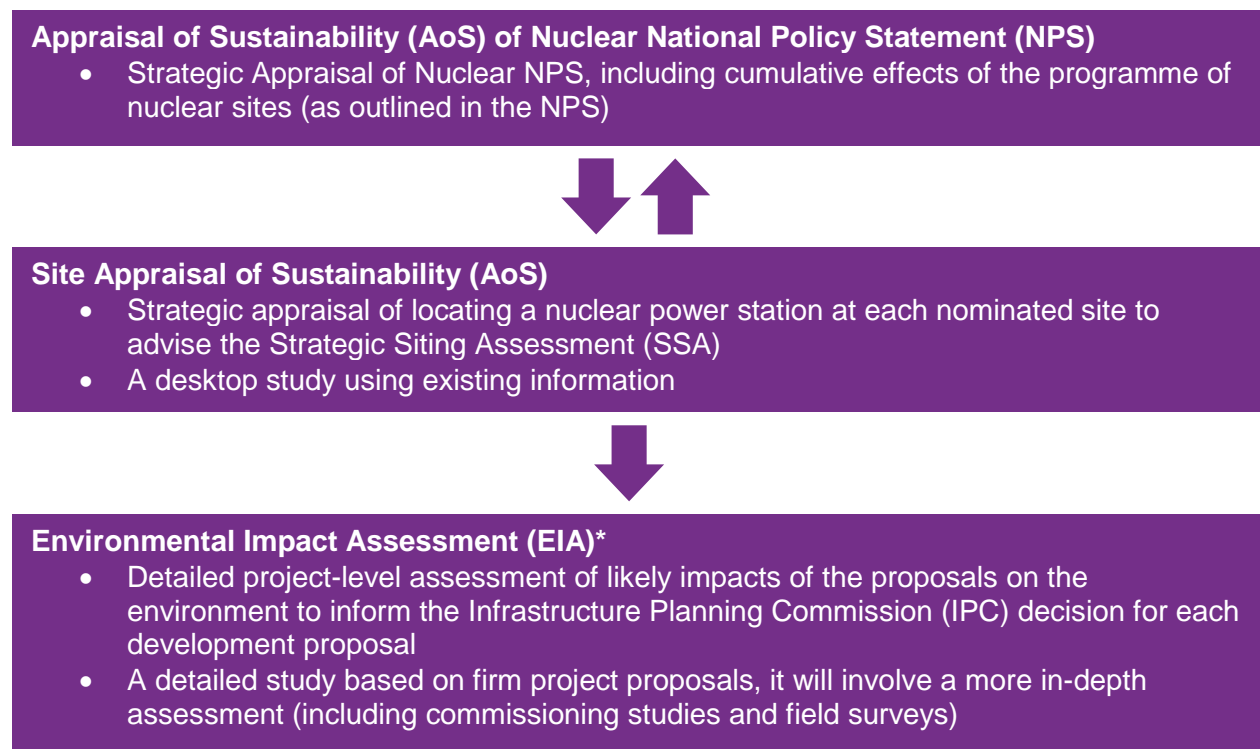 Appraisal of Sustainability (AoS) of Nuclear National Policy Statement (NPS)
• Strategic Appraisal of Nuclear NPS, including cumulative effects of the programme of
nuclear sites (as outlined in the NPS)
Site Appraisal of Sustainability (AoS)
• Strategic appraisal of locating a nuclear power station at each nominated site to
advise the Strategic Siting Assessment (SSA)
• A desktop study using existing information
Environmental Impact Assessment (EIA)*
• Detailed project-level assessment of likely impacts of the proposals on the
environment to inform the Infrastructure Planning Commission (IPC) decision for each
development proposal
• A detailed study based on firm project proposals, it will involve a more in-depth
assessment (including commissioning studies and field surveys)